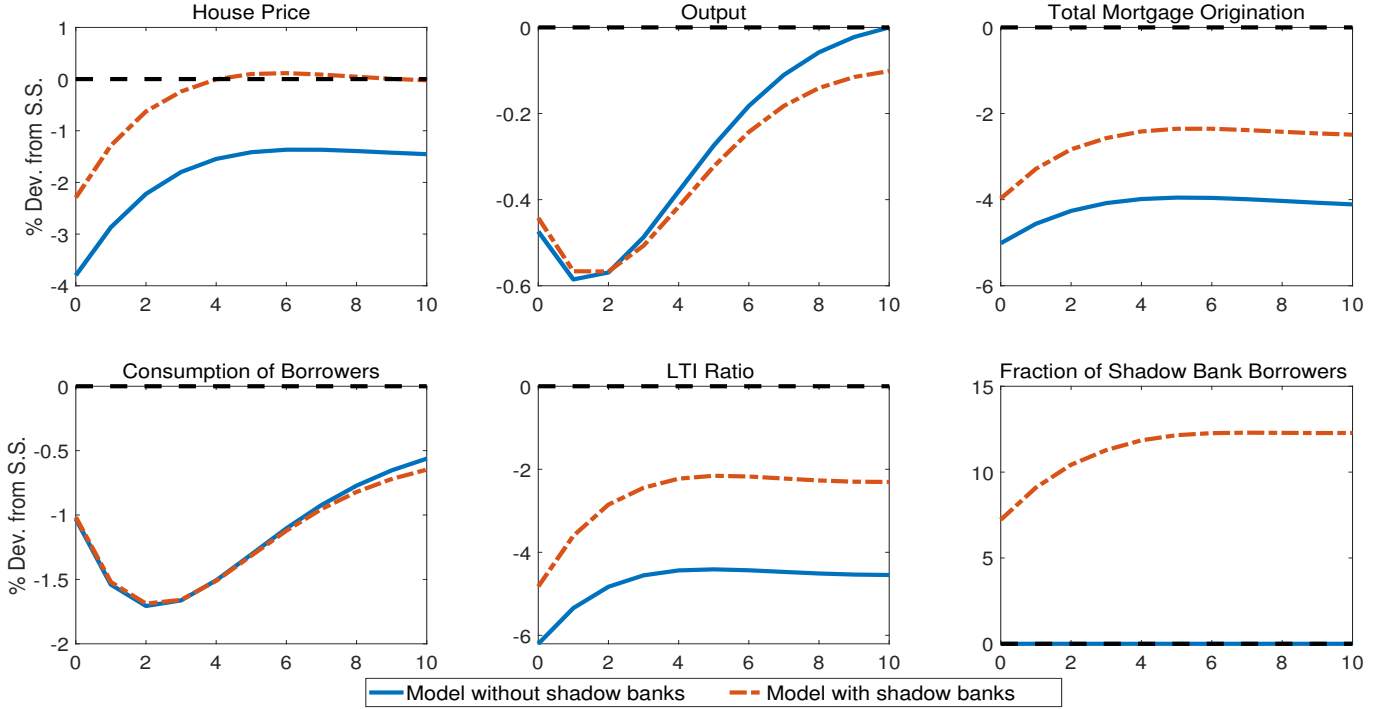 House Price
Output
Total Mortgage Origination
% Dev. from S.S.
1
0
-1
-2
-3
-4
0 2 4 6 8 10
0
-0.2
-0.4
-0.6
0 2 4 6 8 10
0
-2
-4
-6
0 2 4 6 8 10
Consumption of Borrowers
LTI Ratio
Fraction of Shadow Bank Borrowers
% Dev. from S.S.
0
-0.5
-1
-1.5
-2
0 2 4 6 8 10
0
-2
-4
-6
0 2 4 6 8 10
15
10
5
0
0 2 4 6 8 10
Model without shadow banks
Model with shadow banks